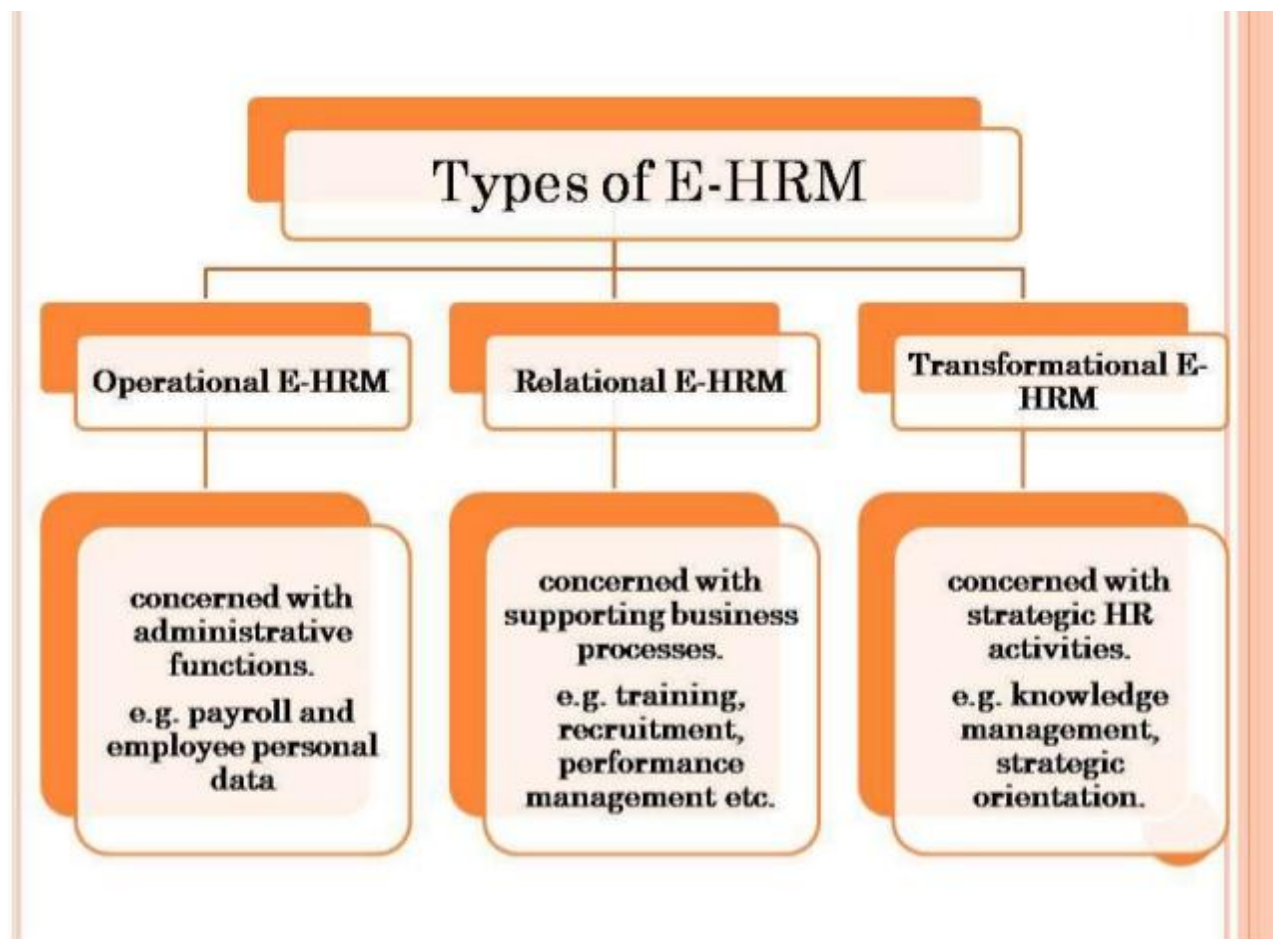 Types of E-HRM
Operational E-HRM
Relational E-HRM
Transformational E-
HRM
concerned with
administrative
functions.
e.g. payroll and
employee personal
data
concerned with
supporting business
processes.
e.g. training,
recruitment,
performance
management etc.
concerned with
strategic HR
activities.
e.g. knowledge
management,
strategic
orientation.